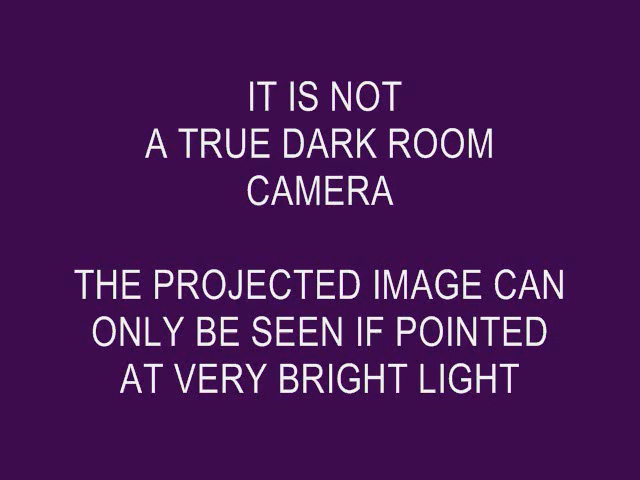 IT IS NOT
A TRUE DARK ROOM
CAMERA
THE PROJECTED IMAGE CAN
ONLY BE SEEN IF POINTED
AT VERY BRIGHT LIGHT